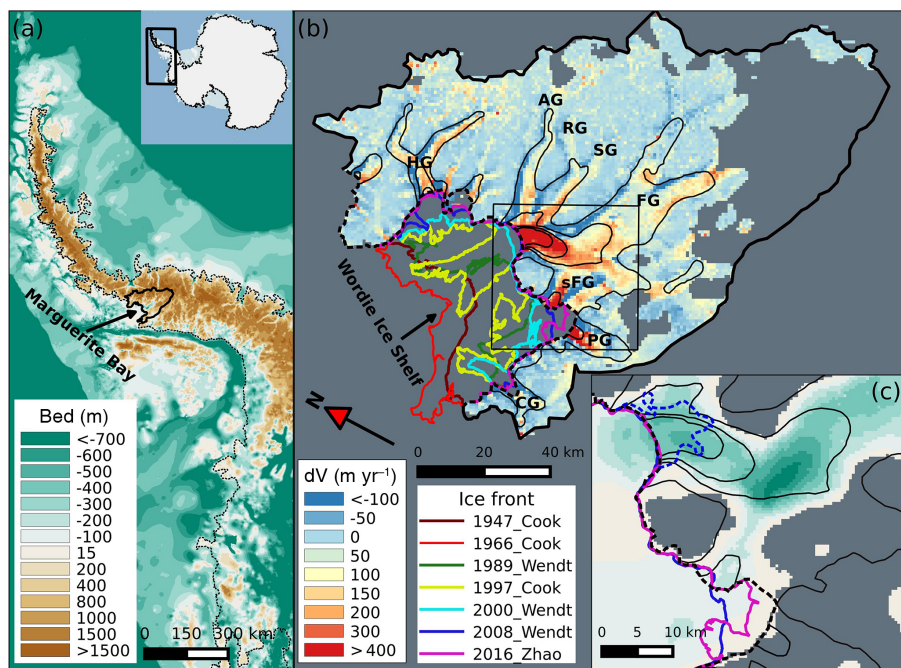 (a)
Marguerite Bay
Bed (m)
<-700
-600
-500
-400
-300
-200
-100
15
200
400
800
1000
1500
>1500
0 150 300 km
(b)
AG
RG
SG
HG
FG
sFG
PG
CG
Wordie Ice Shelf
N
0 20 40 km
dV (m yr⁻¹)
<-100
-50
0
50
100
150
200
300
>400
Ice front
1947_Cook
1966_Cook
1989_Wendt
1997_Cook
2000_Wendt
2008_Wendt
2016_Zhao
(c)
0 5 10 km